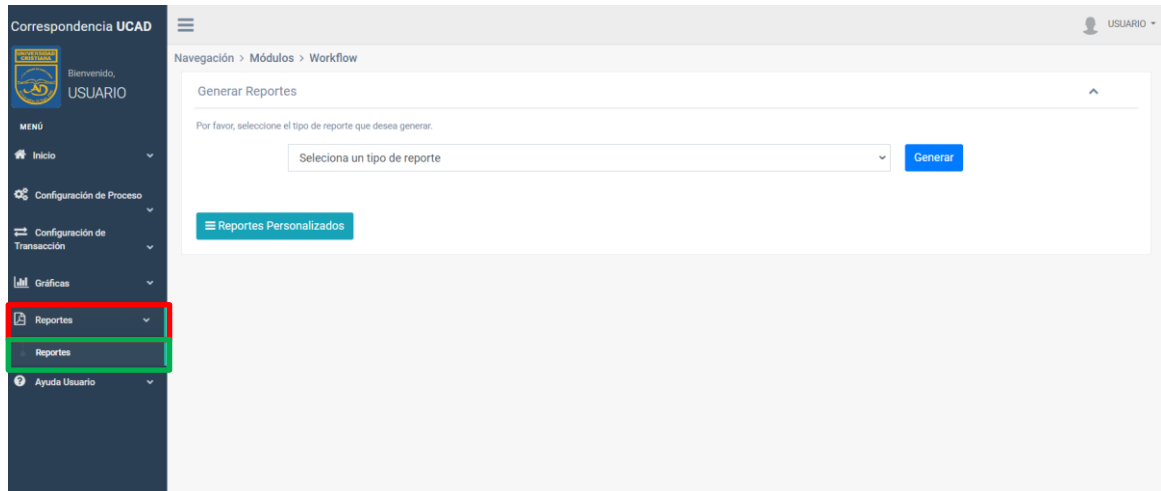 Correspondencia UCAD
USUARIO
UNIVERSIDAD
CRISTIANA
Bienvenido,
USUARIO
Navegación > Módulos > Workflow
Generar Reportes
MENÚ
Por favor, seleccione el tipo de reporte que desea generar.
Inicio
Seleciona un tipo de reporte
Generar
Configuración de Proceso
Reportes Personalizados
Configuración de
Transacción
Gráficas
Reportes
Reportes
Ayuda Usuario